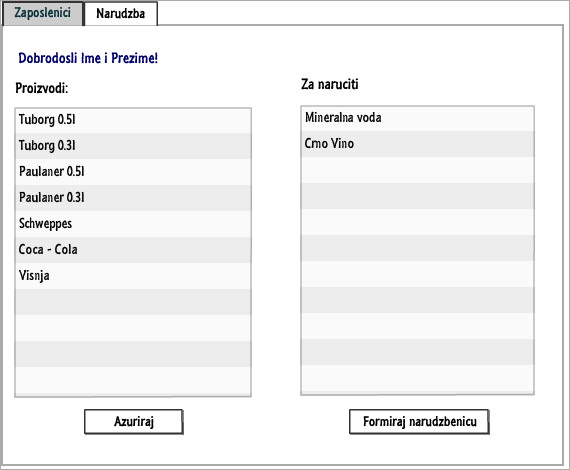 Zaposlenici
Narudzba
Dobrodosli Ime i Prezime!
Proizvodi:
Tuborg 0.5l
Tuborg 0.3l
Paulaner 0.5l
Paulaner 0.3l
Schweppes
Coca - Cola
Visnja
Azuriraj
Za naruciti
Mineralna voda
Crno Vino
Formiraj narudzbenicu